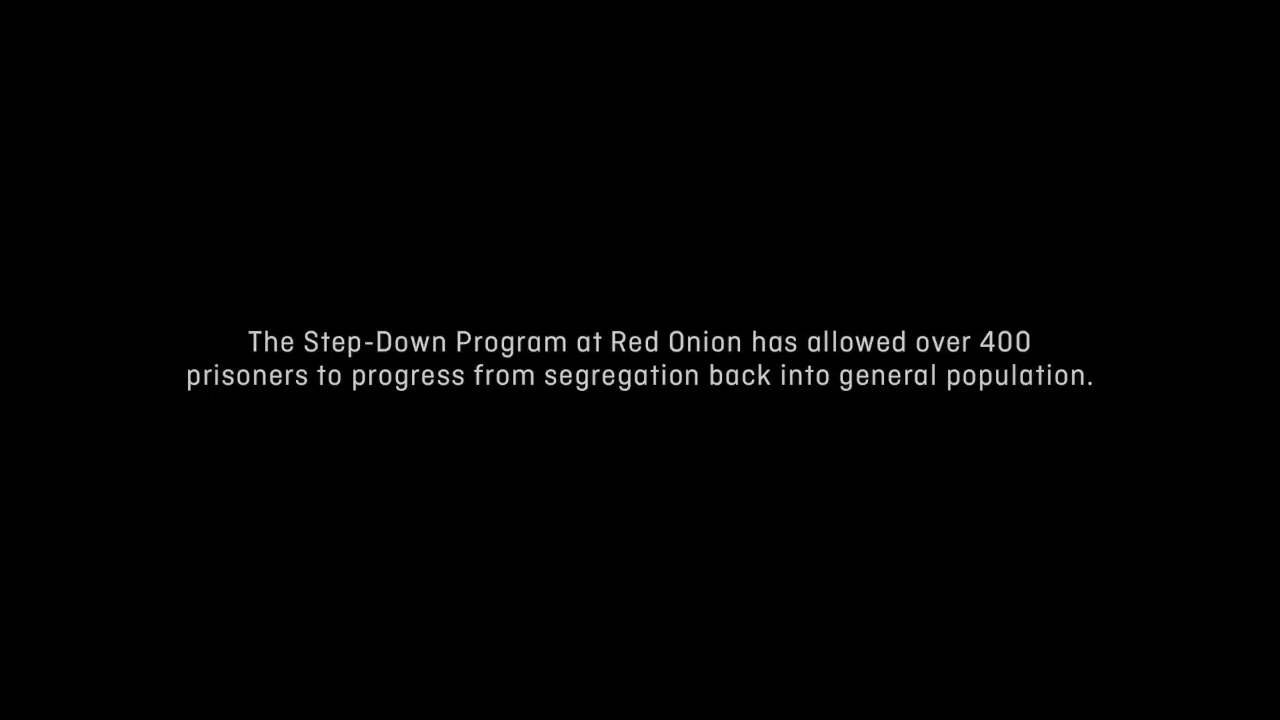 The Step-Down Program at Red Onion has allowed over 400
prisoners to progress from segregation back into general population.